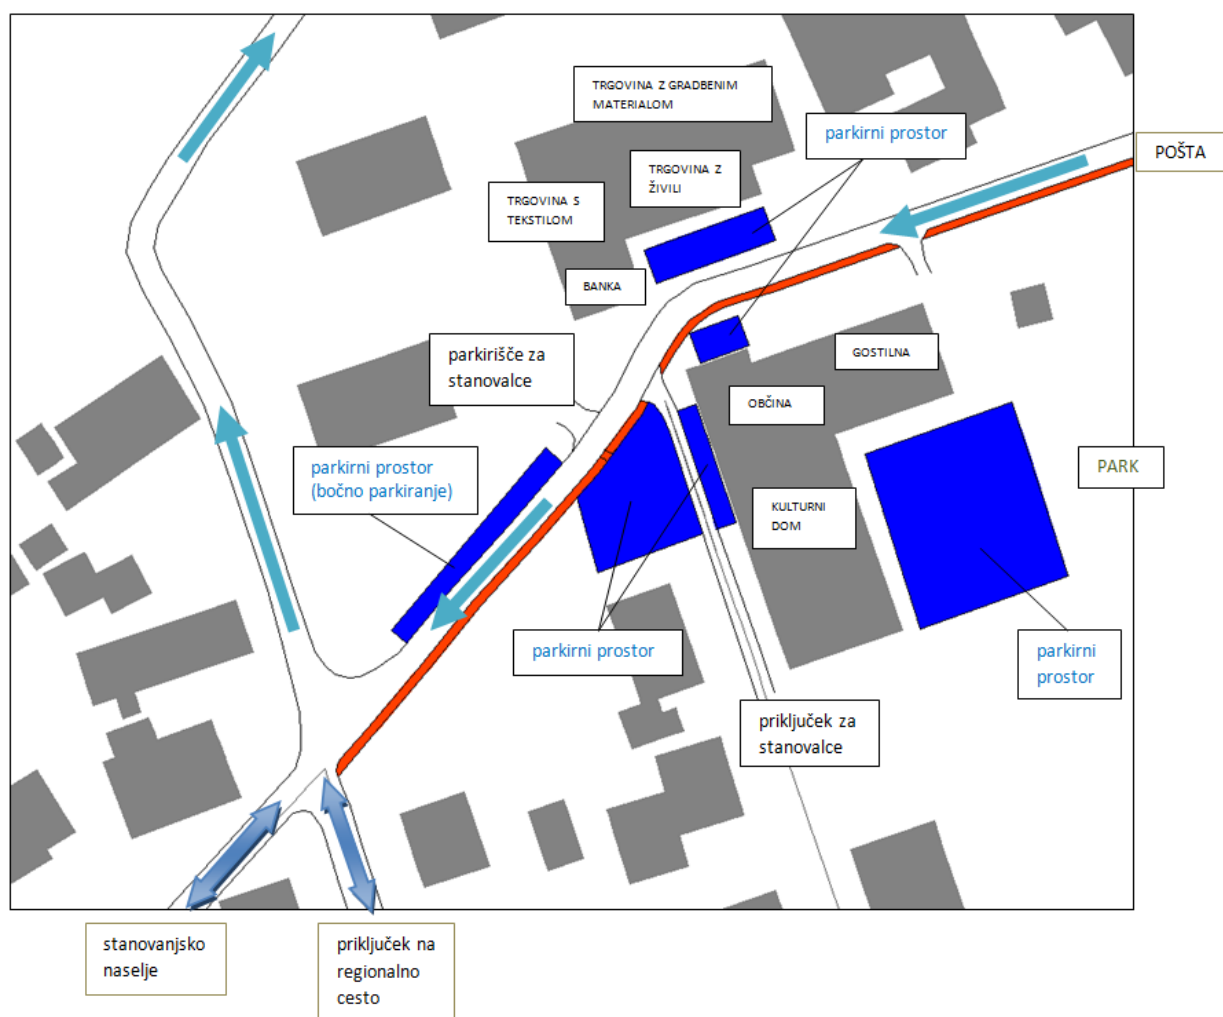 TRGOVINA Z GRADBENIM
MATERIALOM
parkirni prostor
POŠTA
TRGOVINA Z
ŽIVILI
TRGOVINA S
TEKSTILOM
BANKA
parkirišče za
stanovalce
GOSTILNA
OBČINA
parkirni prostor
(bočno parkiranje)
PARK
KULTURNI
DOM
parkirni prostor
parkirni
prostor
priključek za
stanovalce
stanovanjsko
naselje
priključek na
regionalno
cesto